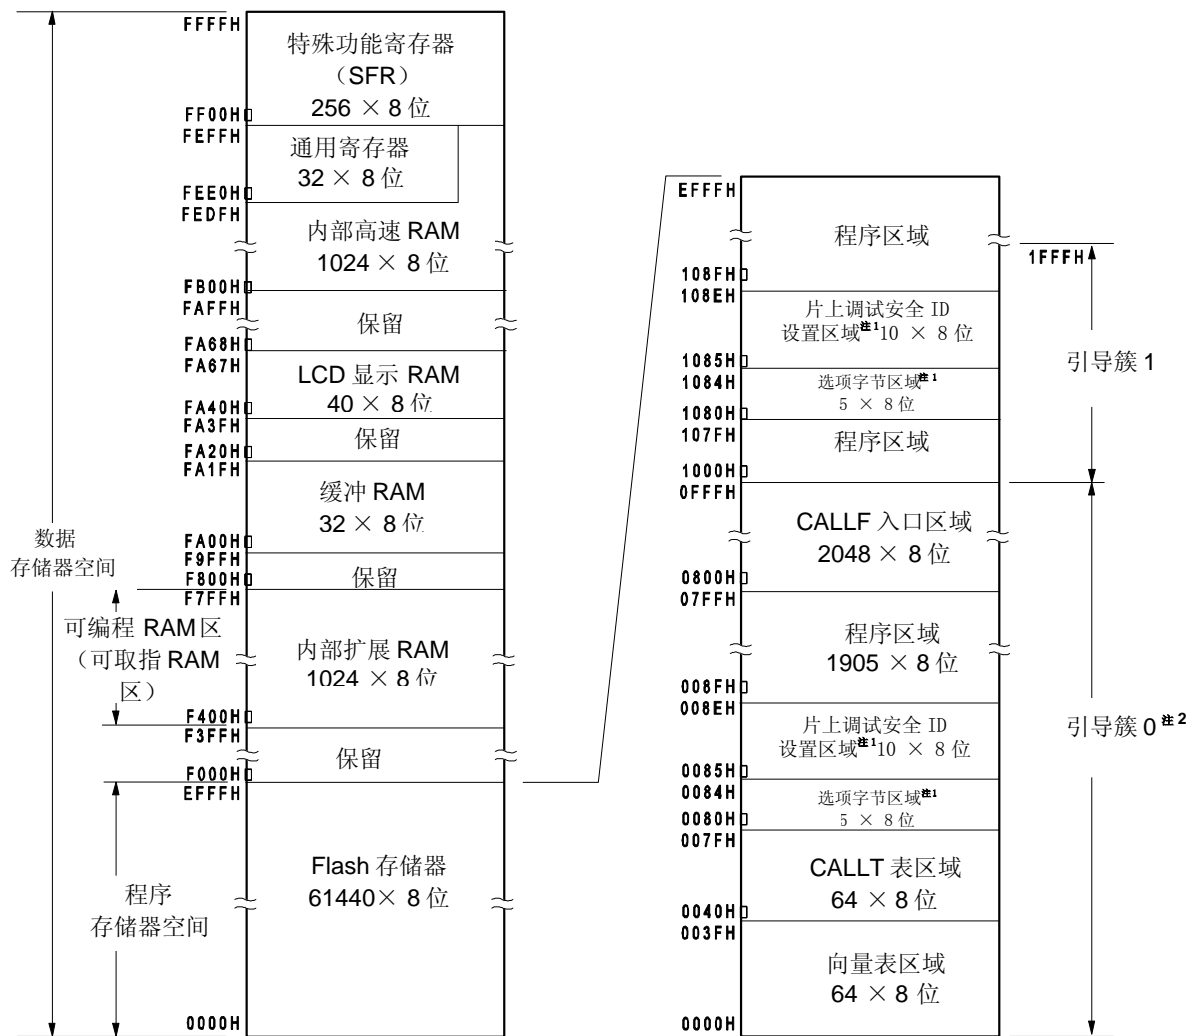 FFFFH
特殊功能寄存器
（SFR）
256 × 8 位
FF00H
FEFFH
通用寄存器
32 × 8 位
FEE0H
FEDFH
内部高速 RAM
1024 × 8 位
FB00H
FAFFH
保留
FA68H
FA67H
LCD 显示 RAM
40 × 8 位
FA40H
FA3FH
保留
FA20H
FA1FH
缓冲 RAM
32 × 8 位
FA00H
F9FFH
保留
F800H
F7FFH
数据
存储器空间
可编程 RAM 区
（可取指 RAM
区）
内部扩展 RAM
1024 × 8 位
F400H
F3FFH
保留
F000H
EFFFH
程序
存储器空间
Flash 存储器
61440× 8 位
0000H
EFFFH
程序区域
1FFFH
108FH
108EH
片上调试安全 ID
设置区域注1 10 × 8 位
1085H
1084H
选项字节区域注1
5 × 8 位
1080H
107FH
程序区域
1000H
0FFFH
引导簇 1
CALLF 入口区域
2048 × 8 位
0800H
07FFH
程序区域
1905 × 8 位
008FH
008EH
片上调试安全 ID
设置区域注1 10 × 8 位
引导簇 0 注2
0085H
0084H
选项字节区域注1
5 × 8 位
0080H
007FH
CALLT 表区域
64 × 8 位
0040H
003FH
向量表区域
64 × 8 位
0000H